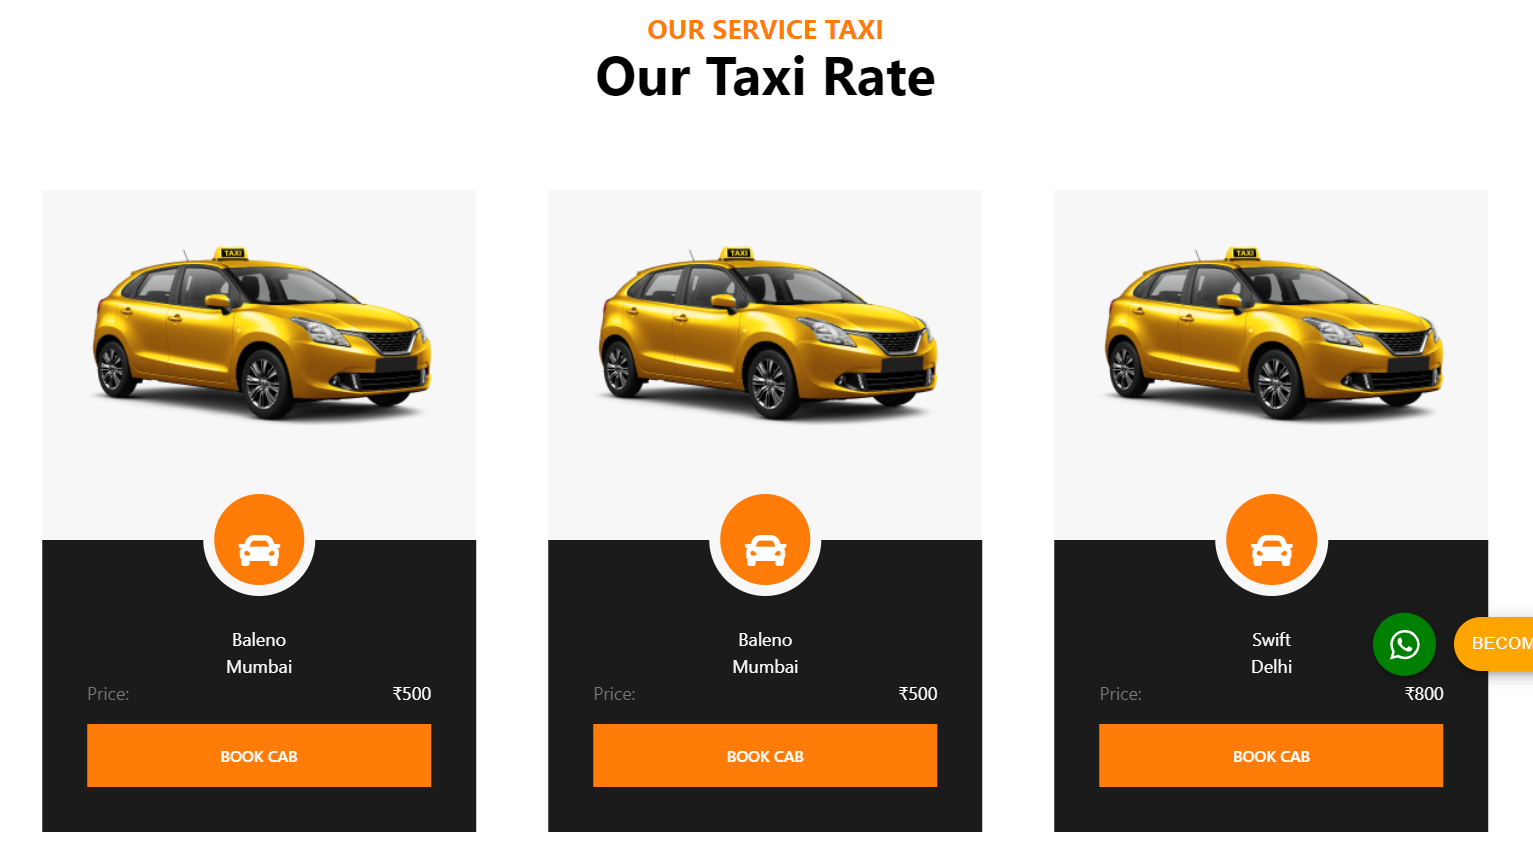 OUR SERVICE TAXI
Our Taxi Rate
TAXI
TAXI
TAXI
Baleno
Mumbai
Price: ₹500
BOOK CAB
Baleno
Mumbai
Price: ₹500
BOOK CAB
Swift
Delhi
Price: ₹800
BOOK CAB
BECOM